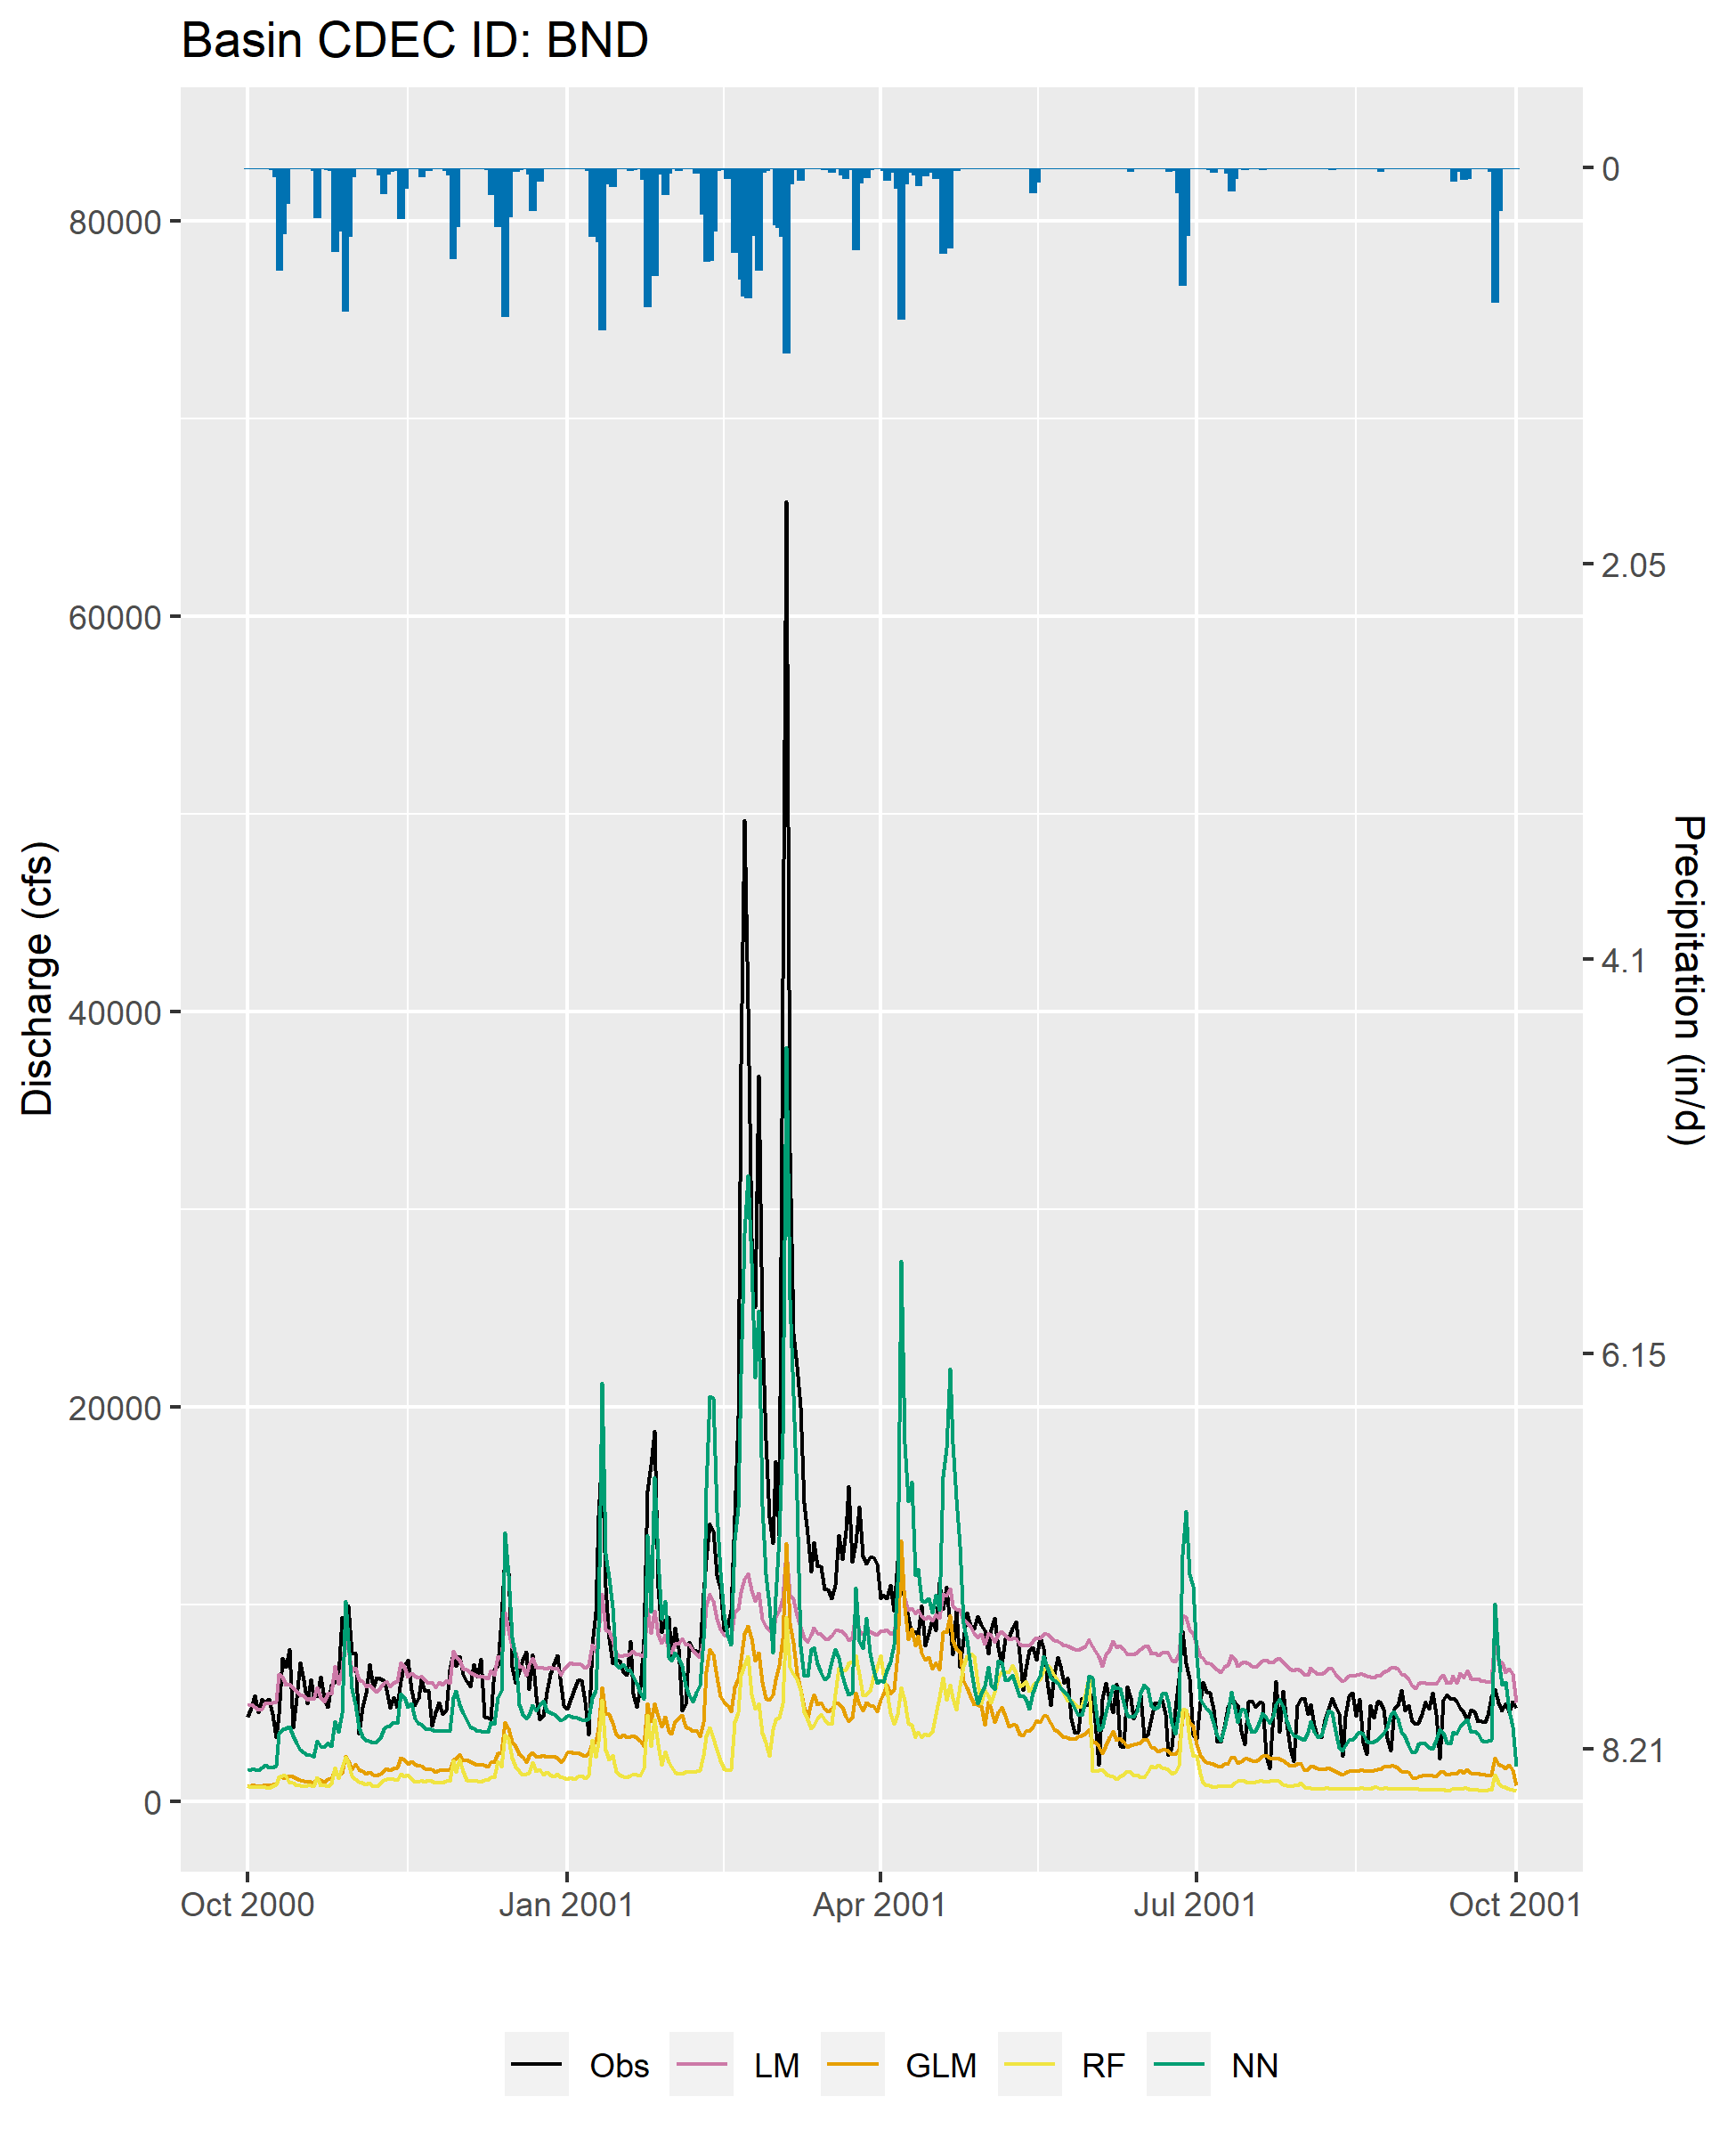 Basin CDEC ID: BND
80000
60000
40000
20000
0
Discharge (cfs)
0
2.05
4.1
6.15
8.21
Precipitation (in/d)
Oct 2000 Jan 2001 Apr 2001 Jul 2001 Oct 2001
Obs LM GLM RF NN